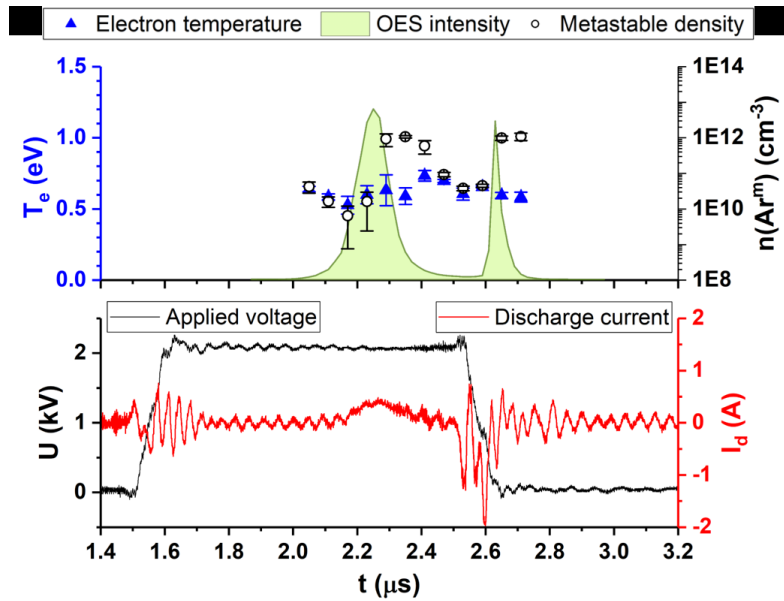 Electron temperature OES intensity Metastable density
1.5
1.0
0.5
0.0
T_e (eV)
1E14
1E12
1E10
1E8
n(Ar^m) (cm^-3)
Applied voltage Discharge current
2
1
0
U (kV)
2
1
0
-1
-2
I_d (A)
1.4 1.6 1.8 2.0 2.2 2.4 2.6 2.8 3.0 3.2
t (μs)